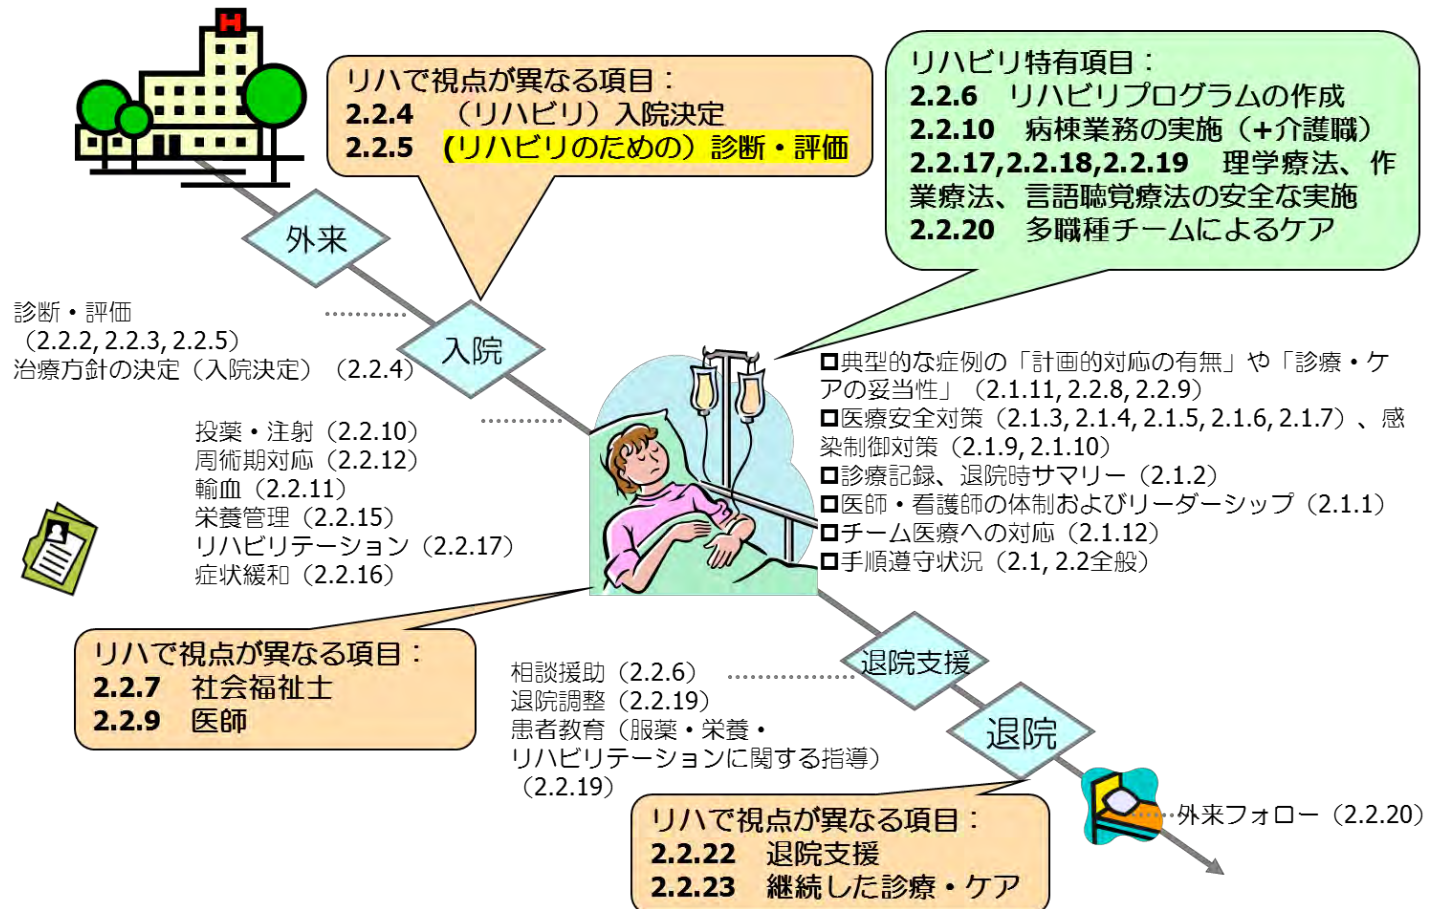 H
リハで視点が異なる項目：
2.2.4　（リハビリ）入院決定
2.2.5　(リハビリのための）診断・評価
リハビリ特有項目：
2.2.6　リハビリプログラムの作成
2.2.10　病棟業務の実施（+介護職）
2.2.17,2.2.18,2.2.19　理学療法、作
業療法、言語聴覚療法の安全な実施
2.2.20　多職種チームによるケア
外来
診断・評価
（2.2.2, 2.2.3, 2.2.5）
治療方針の決定（入院決定）（2.2.4）
入院
投薬・注射（2.2.10）
周術期対応（2.2.12）
輸血（2.2.11）
栄養管理（2.2.15）
リハビリテーション（2.2.17）
症状緩和（2.2.16）
□典型的な症例の「計画的対応の有無」や「診療・ケ
アの妥当性」（2.1.11, 2.2.8, 2.2.9）
□医療安全対策（2.1.3, 2.1.4, 2.1.5, 2.1.6, 2.1.7）、感
染制御対策（2.1.9, 2.1.10）
□診療記録、退院時サマリー（2.1.2）
□医師・看護師の体制およびリーダーシップ（2.1.1）
□チーム医療への対応（2.1.12）
□手順遵守状況（2.1, 2.2全般）
リハで視点が異なる項目：
2.2.7　社会福祉士
2.2.9　医師
退院支援
相談援助（2.2.6）
退院調整（2.2.19）
患者教育（服薬・栄養・
リハビリテーションに関する指導）
（2.2.19）
退院
リハで視点が異なる項目：
2.2.22　退院支援
2.2.23　継続した診療・ケア
外来フォロー（2.2.20）